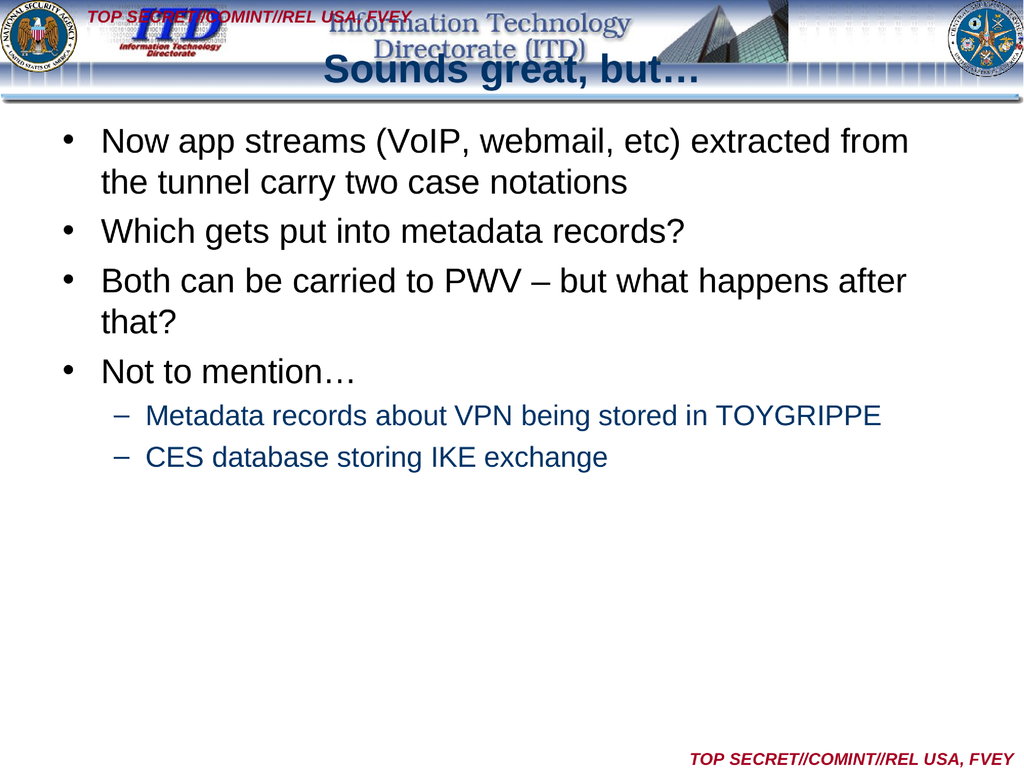 TOP SECRET//COMINT//REL USA, FVEY
ITD
Information Technology
Directorate
Information Technology
Directorate (ITD)
NATIONAL SECURITY AGENCY
UNITED STATES OF AMERICA
Sounds great, but…
• Now app streams (VoIP, webmail, etc) extracted from
the tunnel carry two case notations
• Which gets put into metadata records?
• Both can be carried to PWV – but what happens after
that?
• Not to mention…
– Metadata records about VPN being stored in TOYGRIPPE
– CES database storing IKE exchange
TOP SECRET//COMINT//REL USA, FVEY